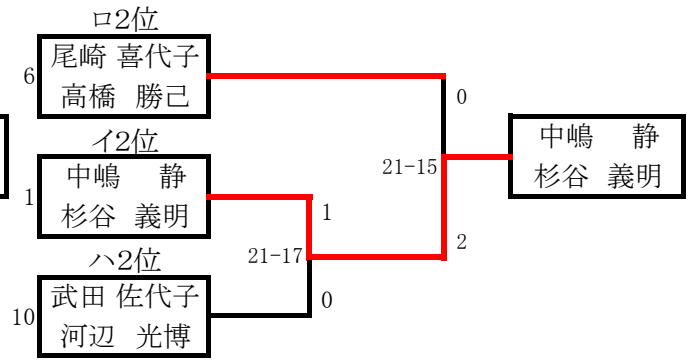 ロ2位
6
尾崎 喜代子
高橋 勝己
0
イ2位
1
中嶋 静
杉谷 義明
21-15
中嶋 静
杉谷 義明
1
2
21-17
ハ2位
10
武田 佐代子
河辺 光博
0